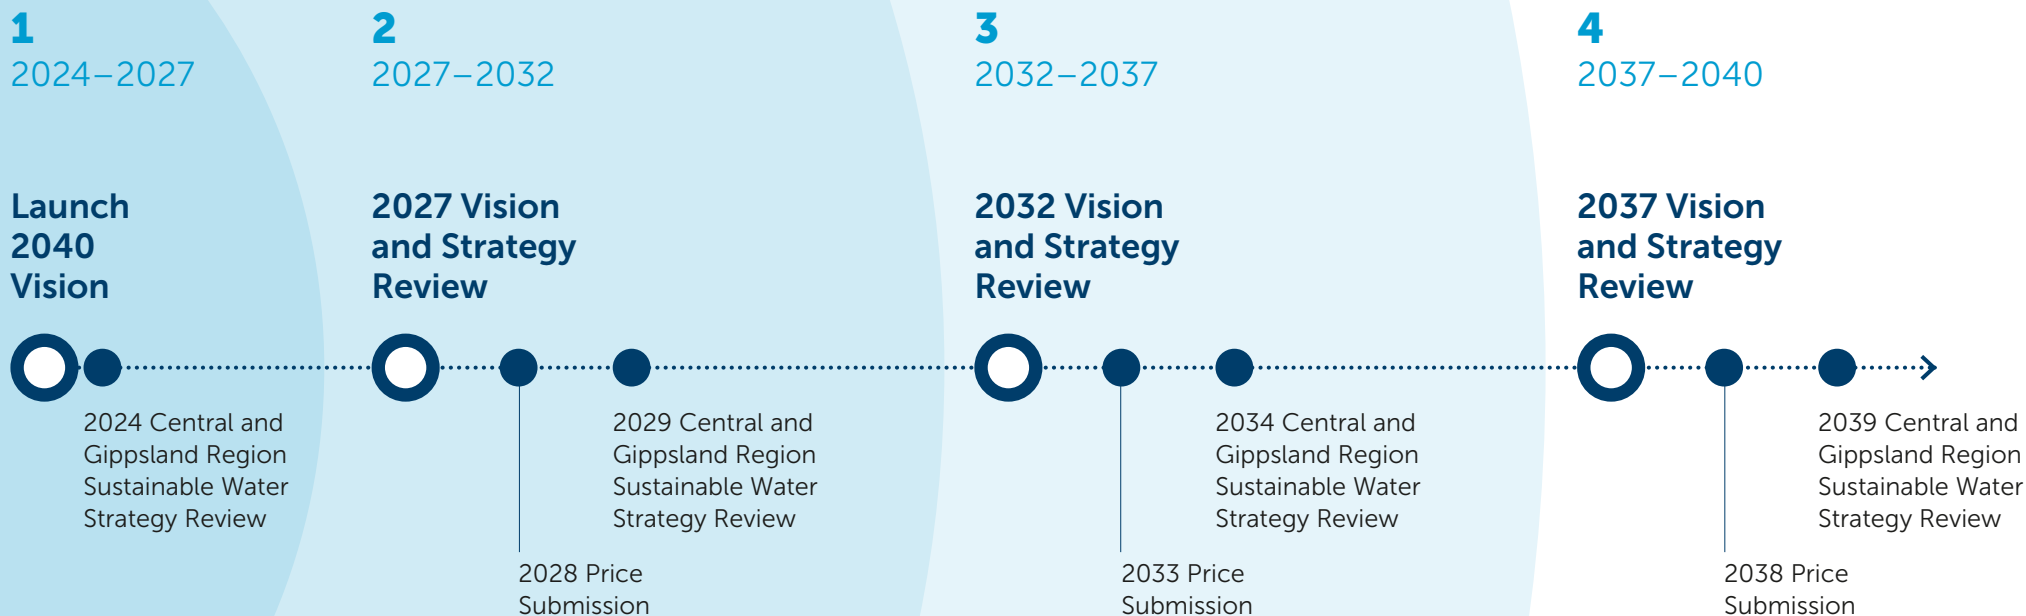 1
2024–2027
Launch
2040
Vision
2024 Central and
Gippsland Region
Sustainable Water
Strategy Review
2
2027–2032
2027 Vision
and Strategy
Review
2028 Price
Submission
2029 Central and
Gippsland Region
Sustainable Water
Strategy Review
3
2032–2037
2032 Vision
and Strategy
Review
2033 Price
Submission
2034 Central and
Gippsland Region
Sustainable Water
Strategy Review
4
2037–2040
2037 Vision
and Strategy
Review
2038 Price
Submission
2039 Central and
Gippsland Region
Sustainable Water
Strategy Review